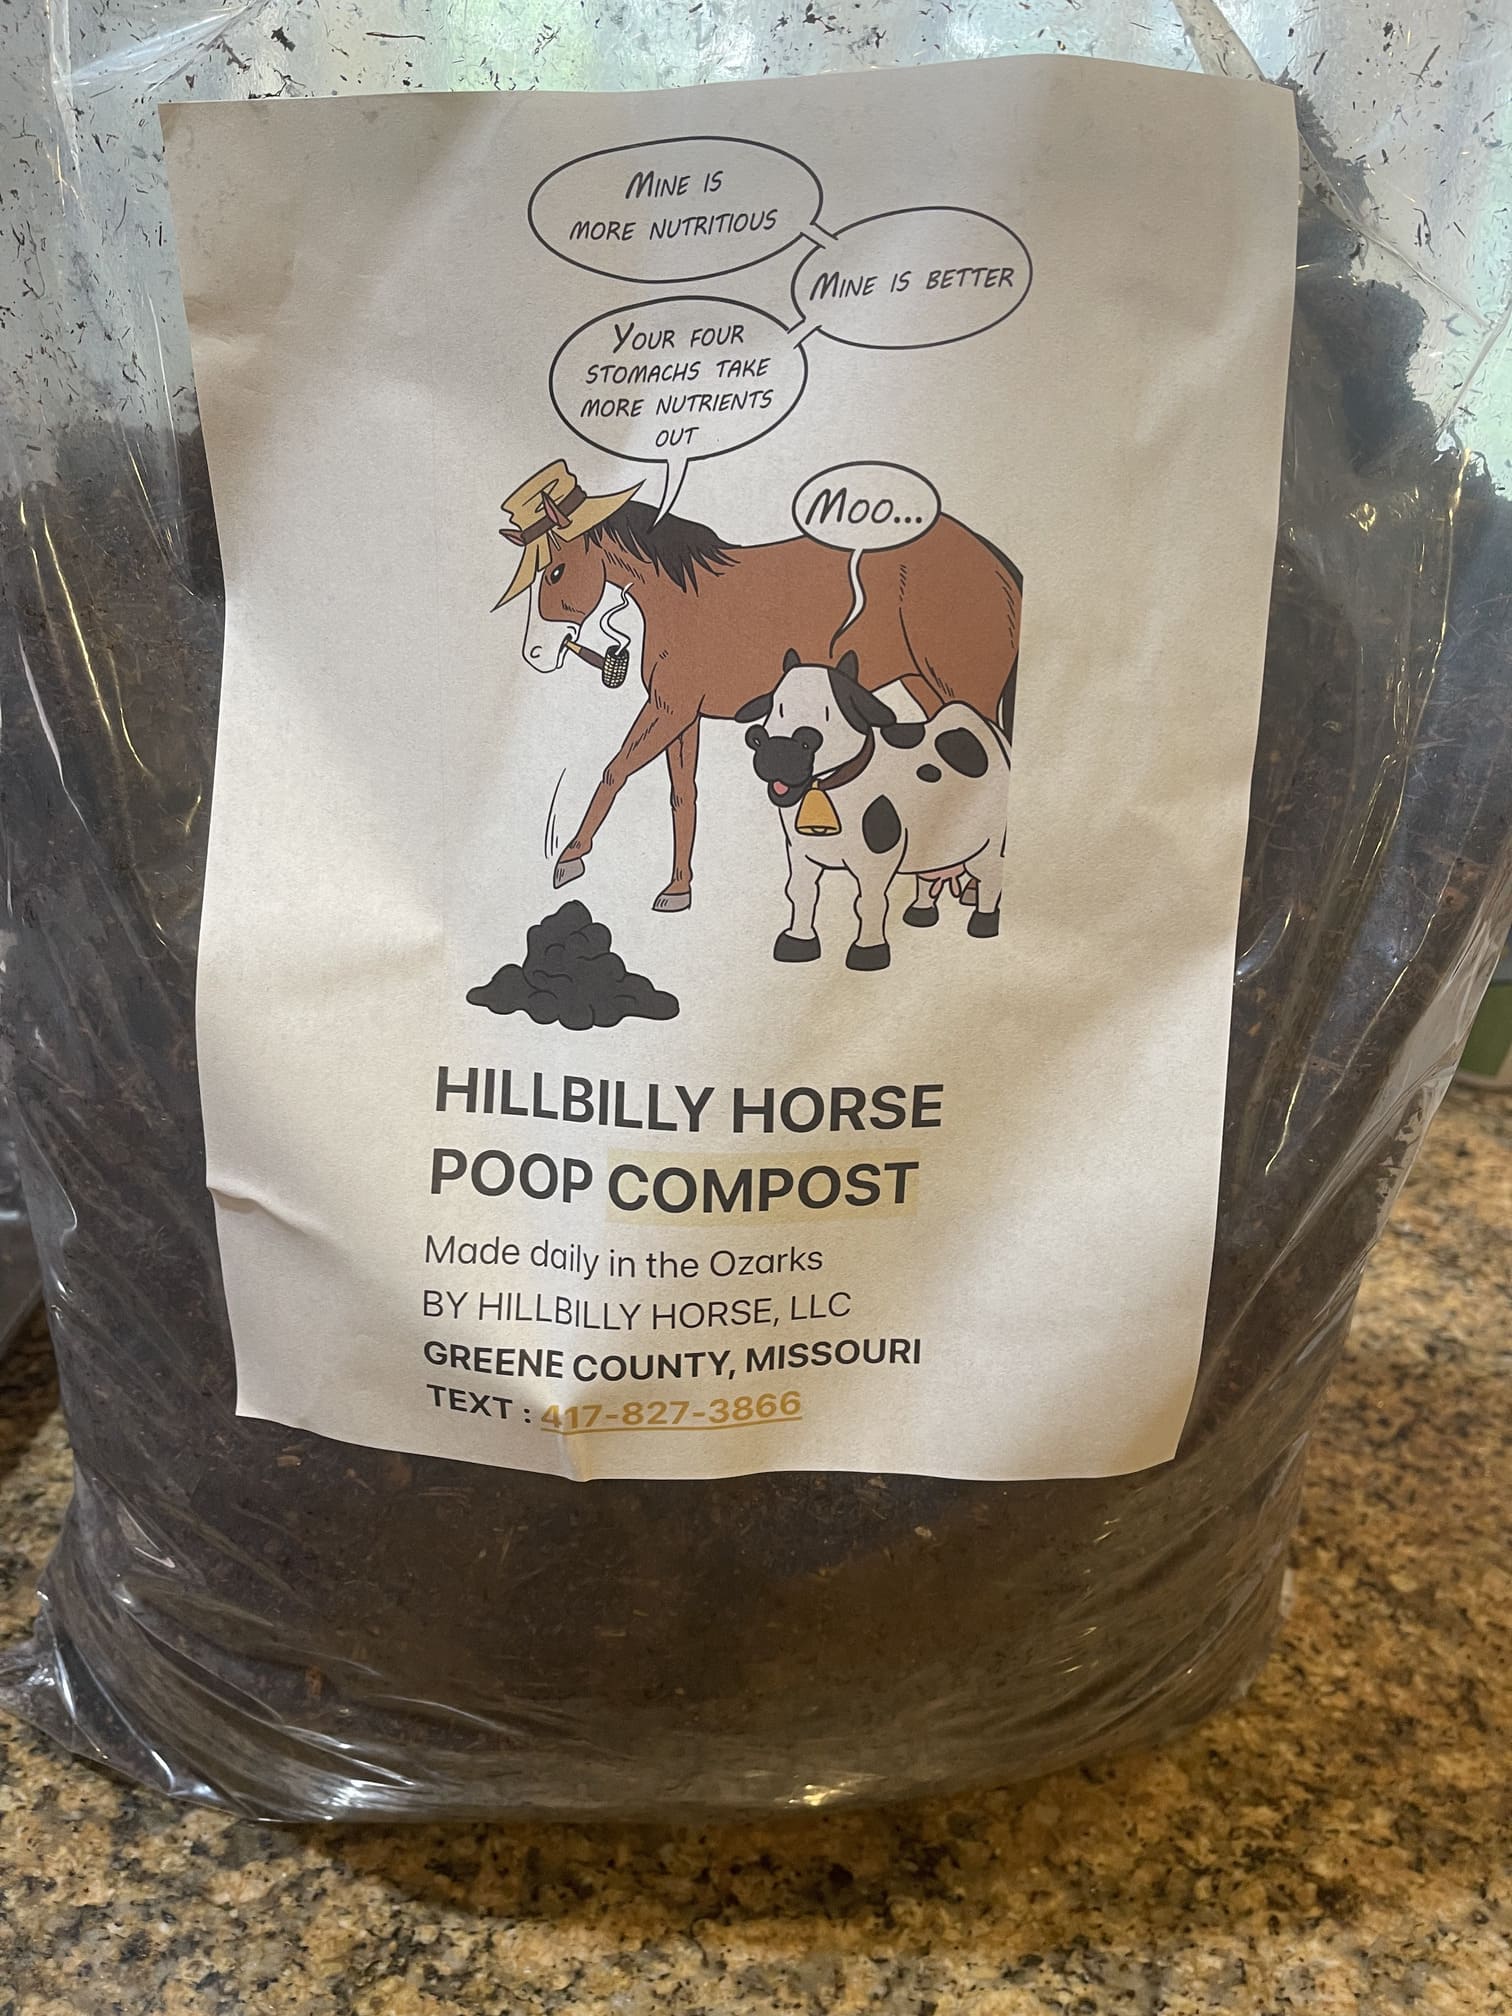 MINE IS
MORE NUTRITIOUS
MINE IS BETTER
YOUR FOUR
STOMACHS TAKE
MORE NUTRIENTS
OUT
MOO...
HILLBILLY HORSE
POOP COMPOST
Made daily in the Ozarks
BY HILLBILLY HORSE, LLC
GREENE COUNTY, MISSOURI
TEXT : 417-827-3866